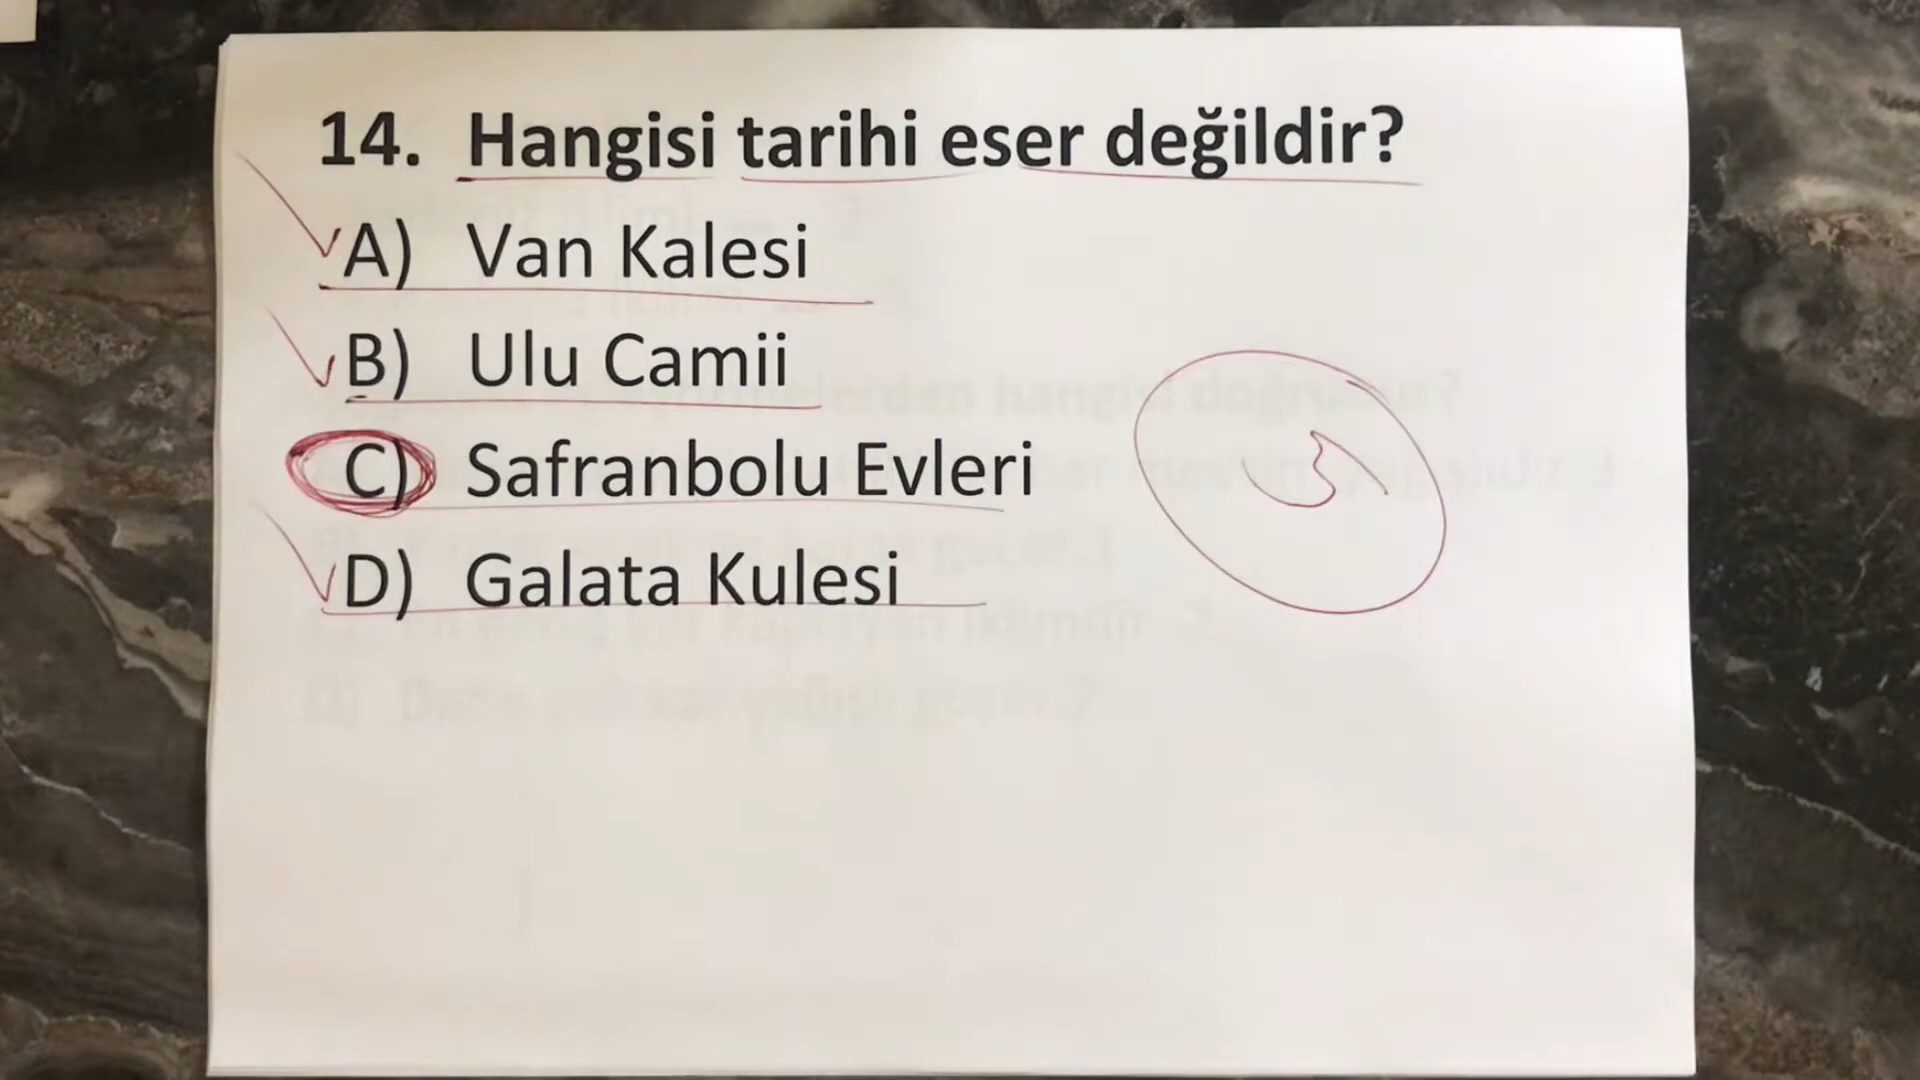 14. Hangisi tarihi eser değildir?
A) Van Kalesi
B) Ulu Camii
C) Safranbolu Evleri
D) Galata Kulesi